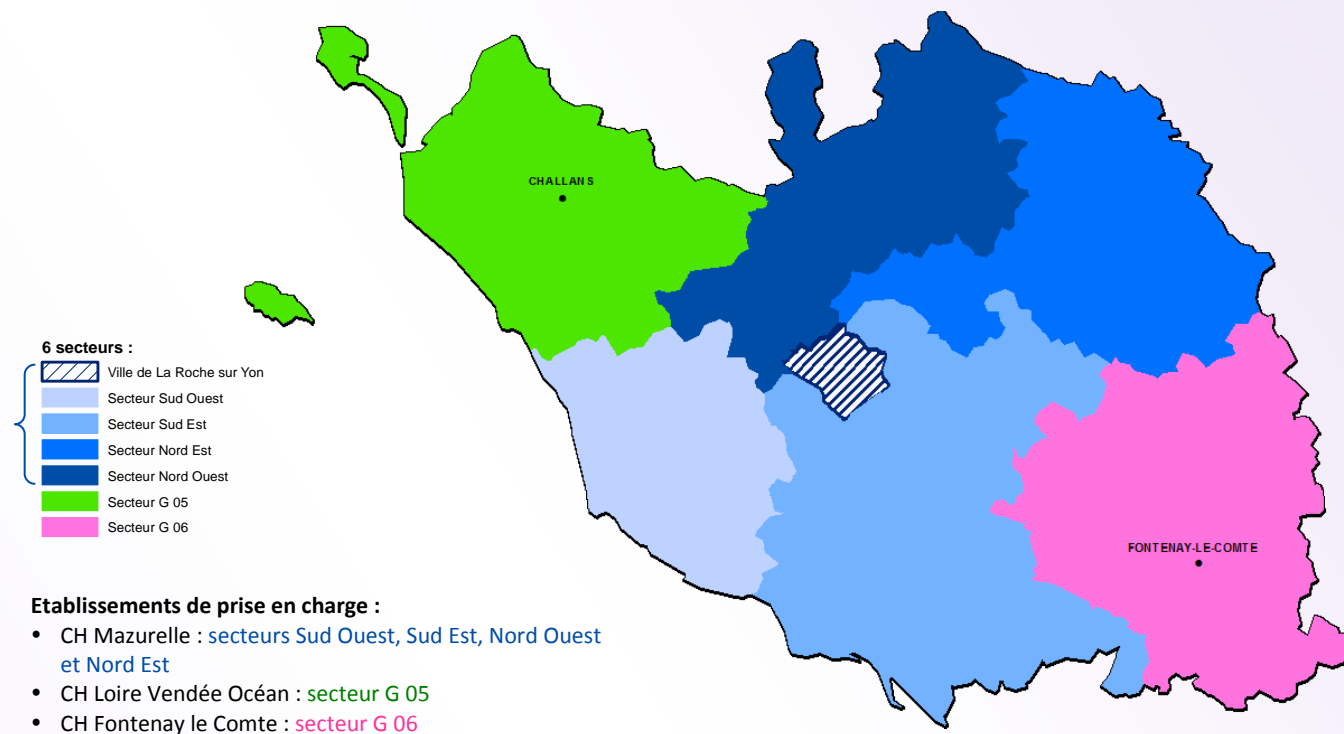 CHALLANS
6 secteurs :
Ville de La Roche sur Yon
Secteur Sud Ouest
Secteur Sud Est
Secteur Nord Est
Secteur Nord Ouest
Secteur G 05
Secteur G 06
FONTENAY-LE-COMTE
Etablissements de prise en charge :
• CH Mazurelle : secteurs Sud Ouest, Sud Est, Nord Ouest
et Nord Est
• CH Loire Vendée Océan : secteur G 05
• CH Fontenay le Comte : secteur G 06